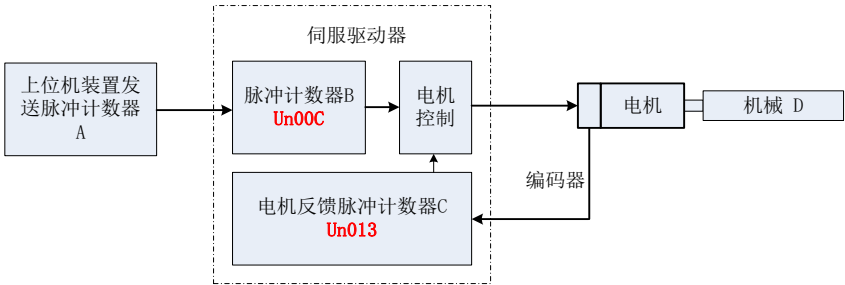 伺服驱动器
上位机装置发
送脉冲计数器
A
脉冲计数器B
Un00C
电机
控制
电机
机械 D
编码器
电机反馈脉冲计数器C
Un013